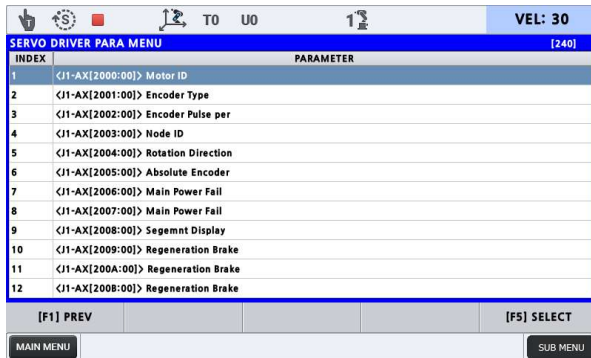 S T0 U0 1 VEL: 30
SERVO DRIVER PARA MENU [240]
INDEX PARAMETER
1 <J1-AX[2000:00]> Motor ID
2 <J1-AX[2001:00]> Encoder Type
3 <J1-AX[2002:00]> Encoder Pulse per
4 <J1-AX[2003:00]> Node ID
5 <J1-AX[2004:00]> Rotation Direction
6 <J1-AX[2005:00]> Absolute Encoder
7 <J1-AX[2006:00]> Main Power Fail
8 <J1-AX[2007:00]> Main Power Fail
9 <J1-AX[2008:00]> Segemnt Display
10 <J1-AX[2009:00]> Regeneration Brake
11 <J1-AX[200A:00]> Regeneration Brake
12 <J1-AX[200B:00]> Regeneration Brake
[F1] PREV [F5] SELECT
MAIN MENU SUB MENU